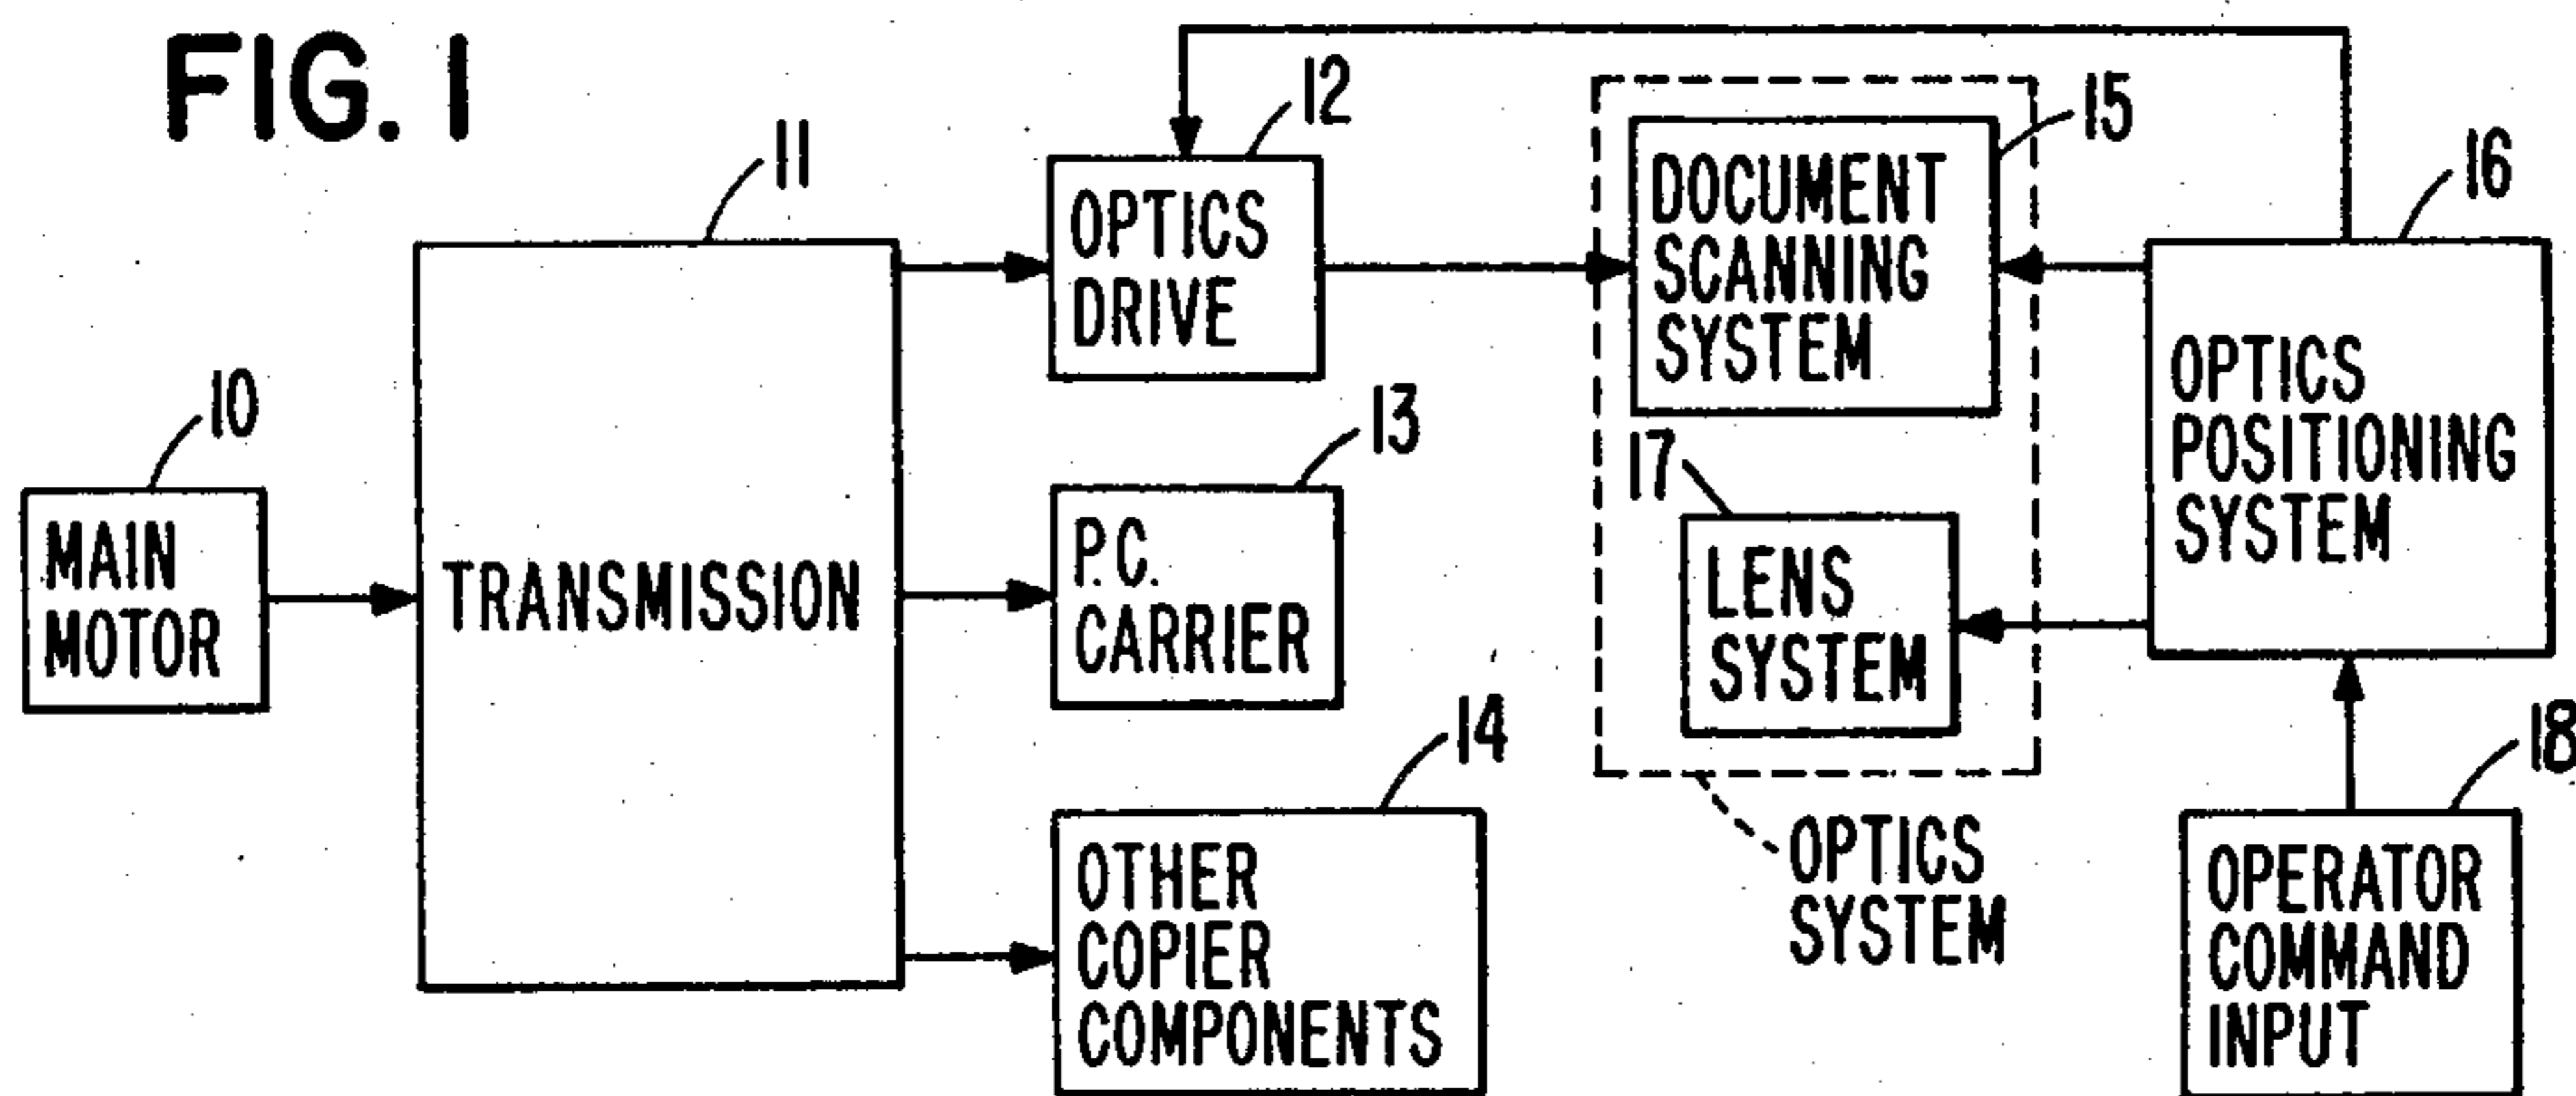 FIG. 1
12
15
11
16
OPTICS
DRIVE
DOCUMENT
SCANNING
SYSTEM
10
13
17
OPTICS
POSITIONING
SYSTEM
MAIN
MOTOR
TRANSMISSION
P.C.
CARRIER
LENS
SYSTEM
14
18
OTHER
COPIER
COMPONENTS
OPTICS
SYSTEM
OPERATOR
COMMAND
INPUT